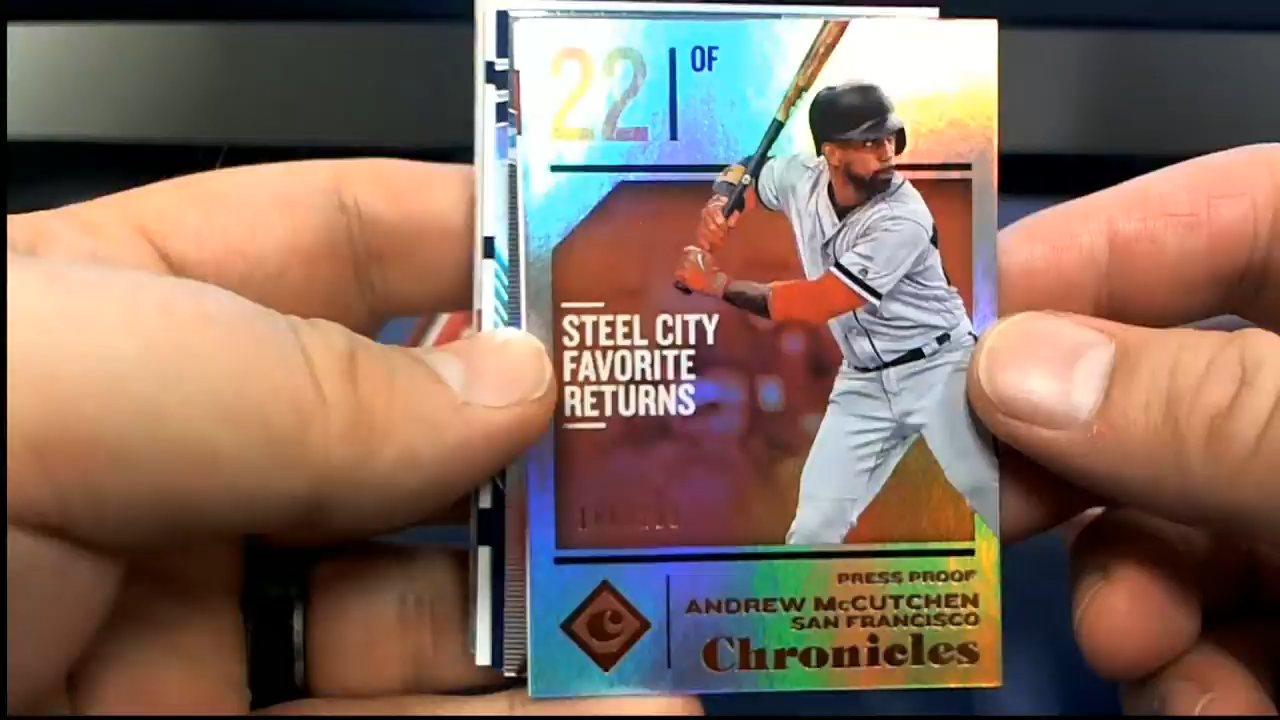 22 OF
STEEL CITY
FAVORITE
RETURNS
PRESS PROOF
ANDREW McCUTCHEN
SAN FRANCISCO
Chronicles